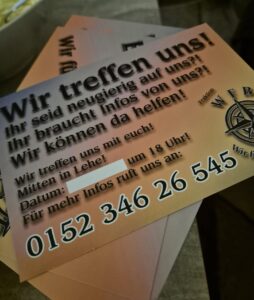 Wir treffen uns!
Ihr seid neugierig auf uns?!
Ihr braucht Infos von uns?!
Wir können da helfen!
Wir treffen uns mit euch!
Mitten in Lehe!
Datum: um 18 Uhr!
Für mehr Infos ruft uns an:
0152 346 26 545